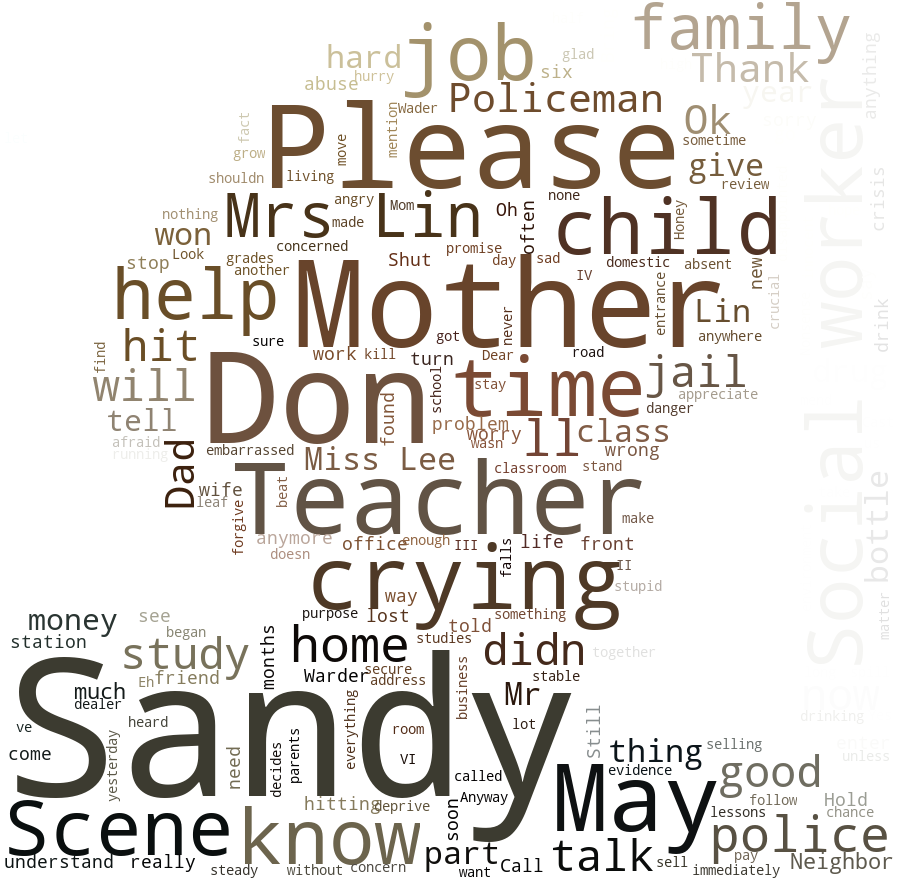 family
job
glad
hard
six
Thank
hurry
abuse
year
anything
Policeman
Wader
mention
Please
Ok
fact
sometime
move
give
grow
review
shouldn
living
none
crisis
angry
Mom
Oh
often
child
Honey
nothing
Mrs Lin
made
won
concerned
promise
Look
Shut
day
sad
domestic
absent
new
stop
grades
another
IV
entrance
crucial
help
Mother
Lin
never
got
anywhere
drink
hit
sure
road
find
work
kill
turn
Dear
Social worker
will
Don
time
stay
jail
school
appreciate
danger
tell
found
problem
worry
ll
class
afraid
wasn
running
embarrassed
wrong
Dad
Miss Lee
classroom
stand
wife
beat
Teacher
bottle
leaf
forgive
make
anymore
office
enough
III
life
front
doesn
falls
II
crying
stupid
way
matter
money
see
purpose
lost
something
began
told
station
study
months
home
studies
didn
together
Eh
friend
Warder
secure
address
stable
now
much
business
Mr
dealer
Sandy
drinking
heard
everything
room
lot
Still
ve
thing
selling
come
yesterday
need
decides
parents
VI
unless
called
evidence
good
May
hitting
deprive
Anyway
follow
Hold
Scene
know
soon
lessons
chance
police
part
talk
pay
understand
really
Call
sell
Neighbor
steady
without
concern
want
immediately